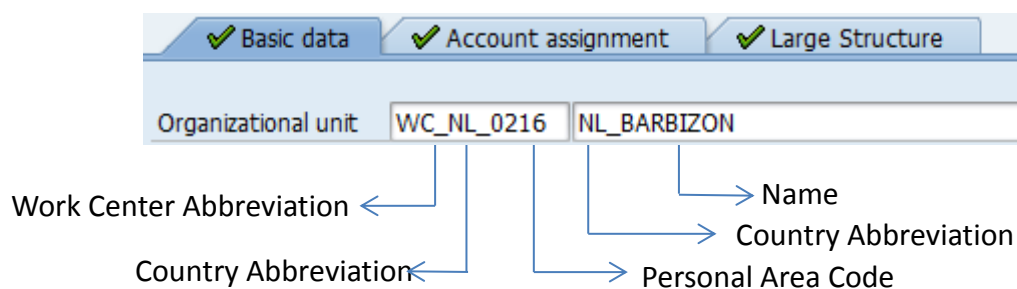 Basic data Account assignment Large Structure
Organizational unit WC_NL_0216 NL_BARBIZON
Work Center Abbreviation Name
Country Abbreviation
Country Abbreviation Personal Area Code